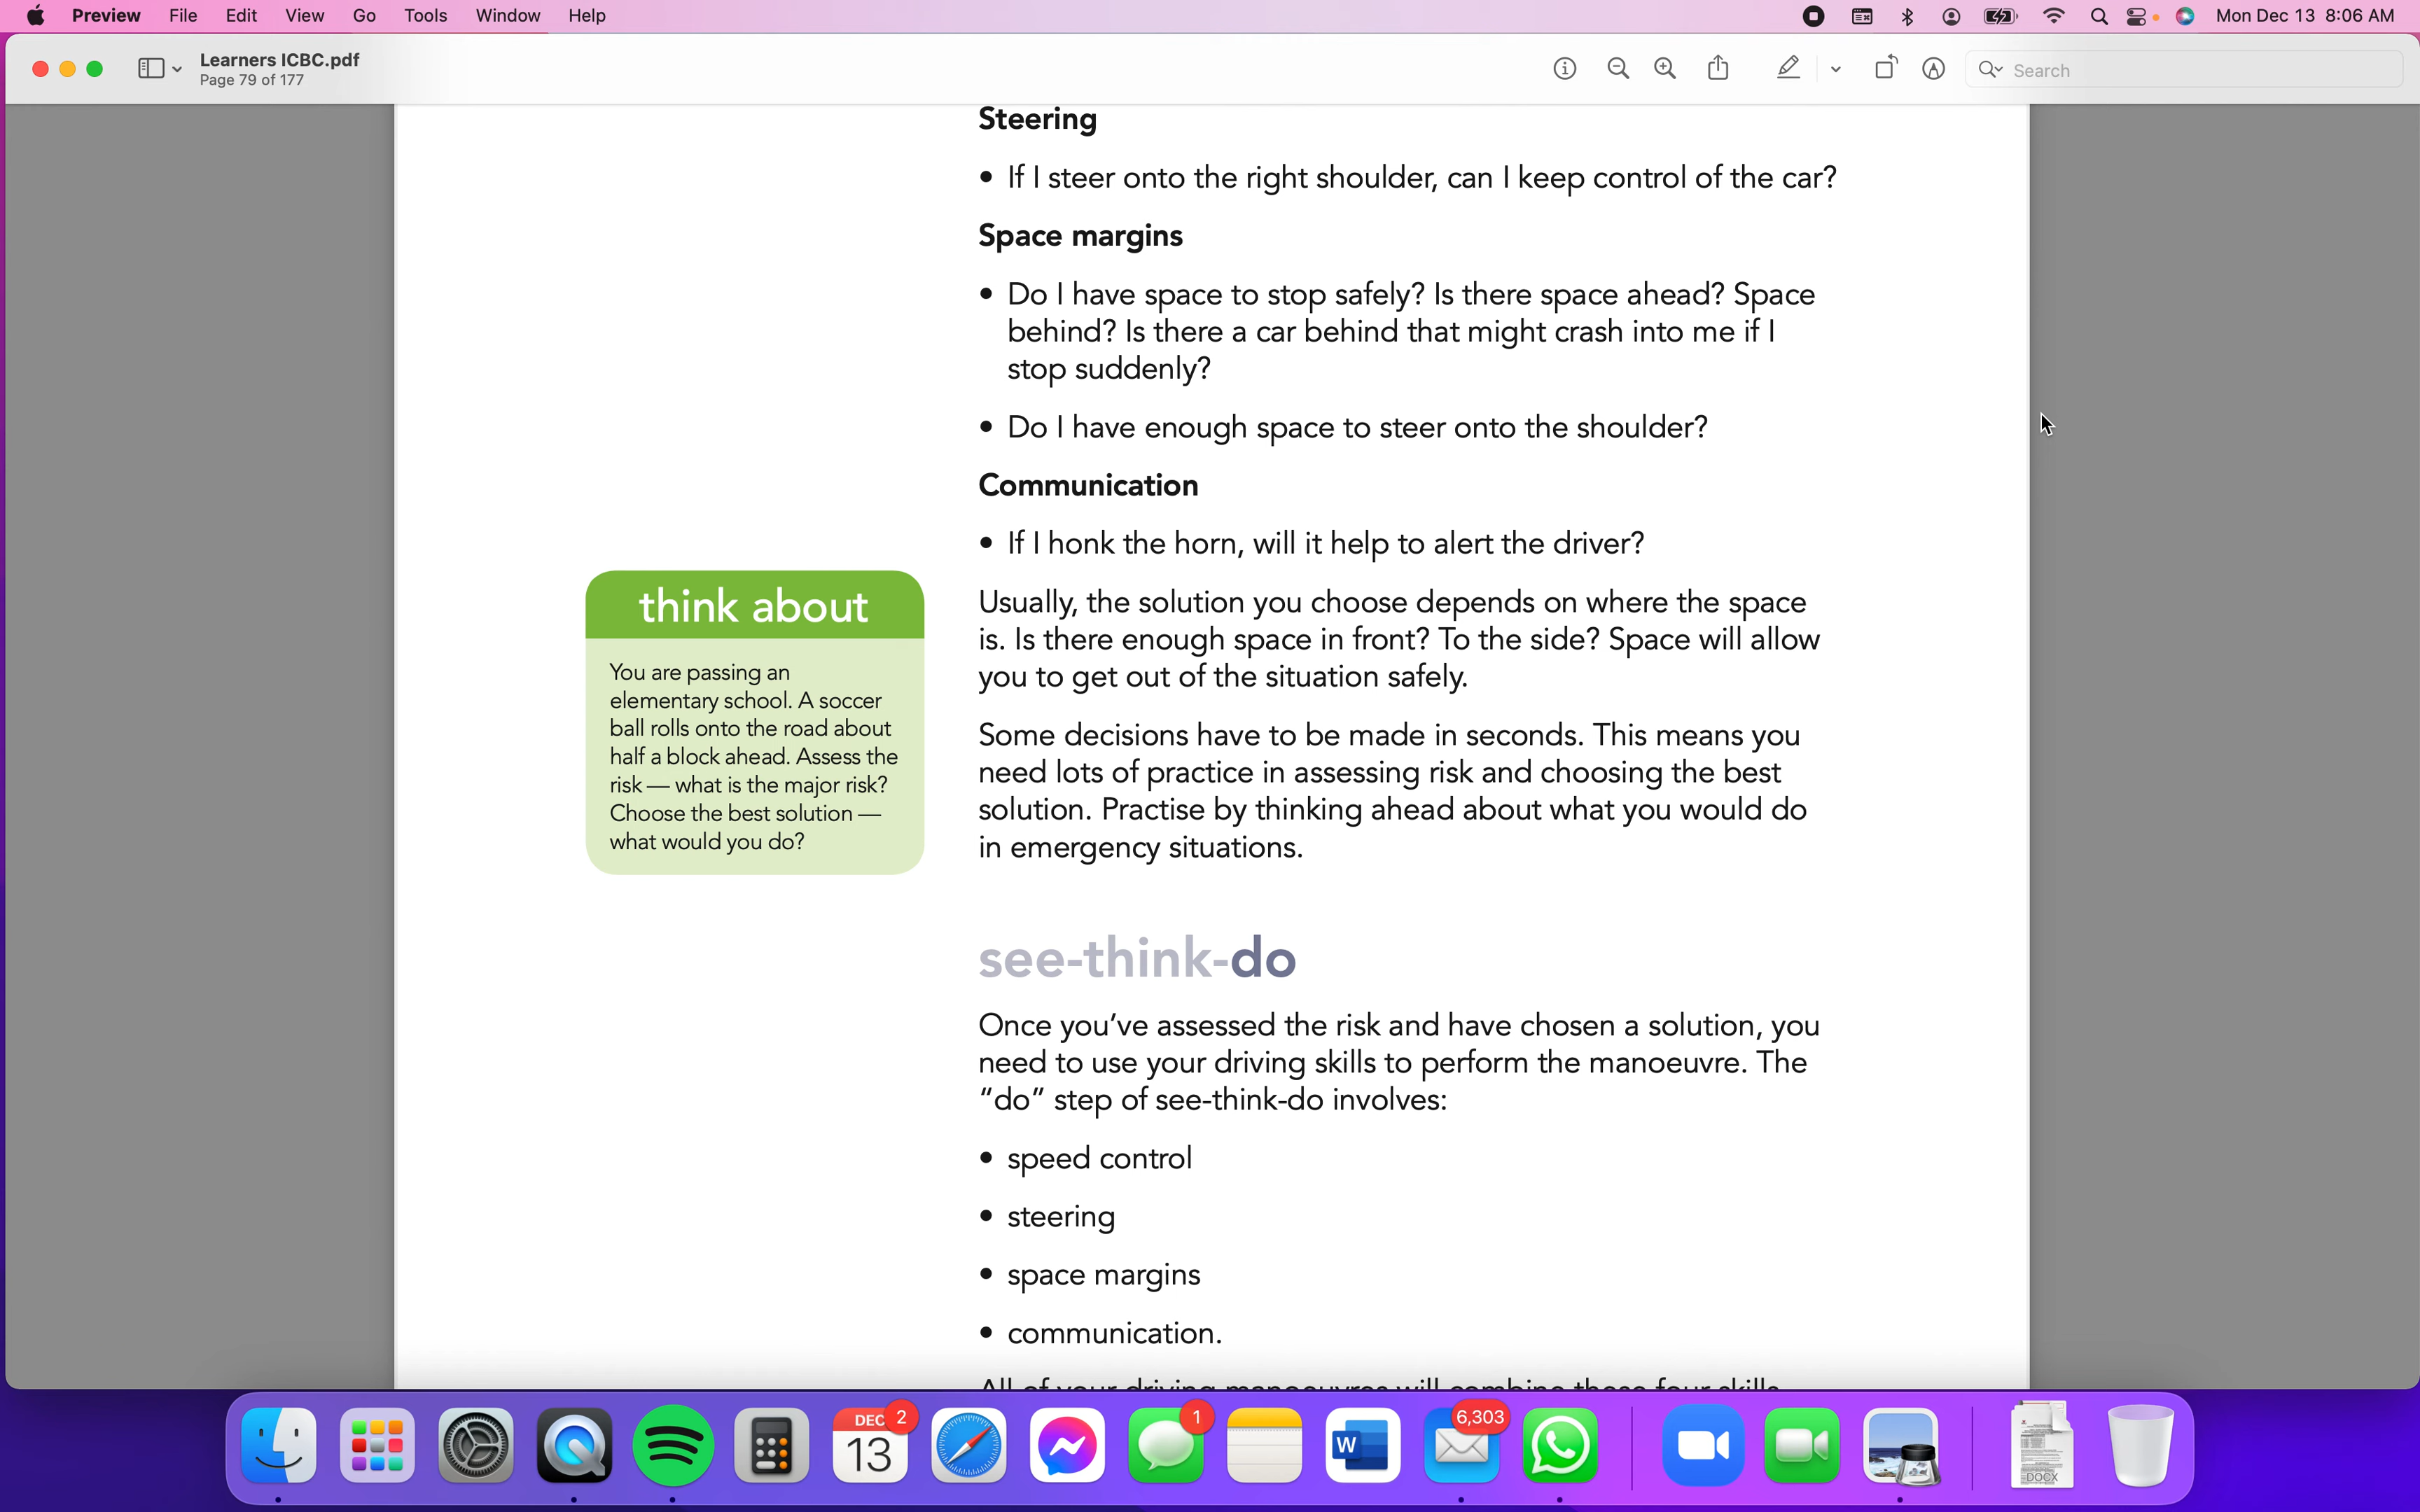 Preview File Edit View Go Tools Window Help Mon Dec 13 8:06 AM
Learners ICBC.pdf
Page 79 of 177
Search
Steering
• If I steer onto the right shoulder, can I keep control of the car?
Space margins
• Do I have space to stop safely? Is there space ahead? Space
behind? Is there a car behind that might crash into me if I
stop suddenly?
• Do I have enough space to steer onto the shoulder?
Communication
• If I honk the horn, will it help to alert the driver?
think about
You are passing an
elementary school. A soccer
ball rolls onto the road about
half a block ahead. Assess the
risk — what is the major risk?
Choose the best solution —
what would you do?
Usually, the solution you choose depends on where the space
is. Is there enough space in front? To the side? Space will allow
you to get out of the situation safely.
Some decisions have to be made in seconds. This means you
need lots of practice in assessing risk and choosing the best
solution. Practise by thinking ahead about what you would do
in emergency situations.
see-think-do
Once you’ve assessed the risk and have chosen a solution, you
need to use your driving skills to perform the manoeuvre. The
“do” step of see-think-do involves:
• speed control
• steering
• space margins
• communication.
All of your driving manoeuvres will combine these four skills
DEC 2
13
1
W
6,303
DOCX